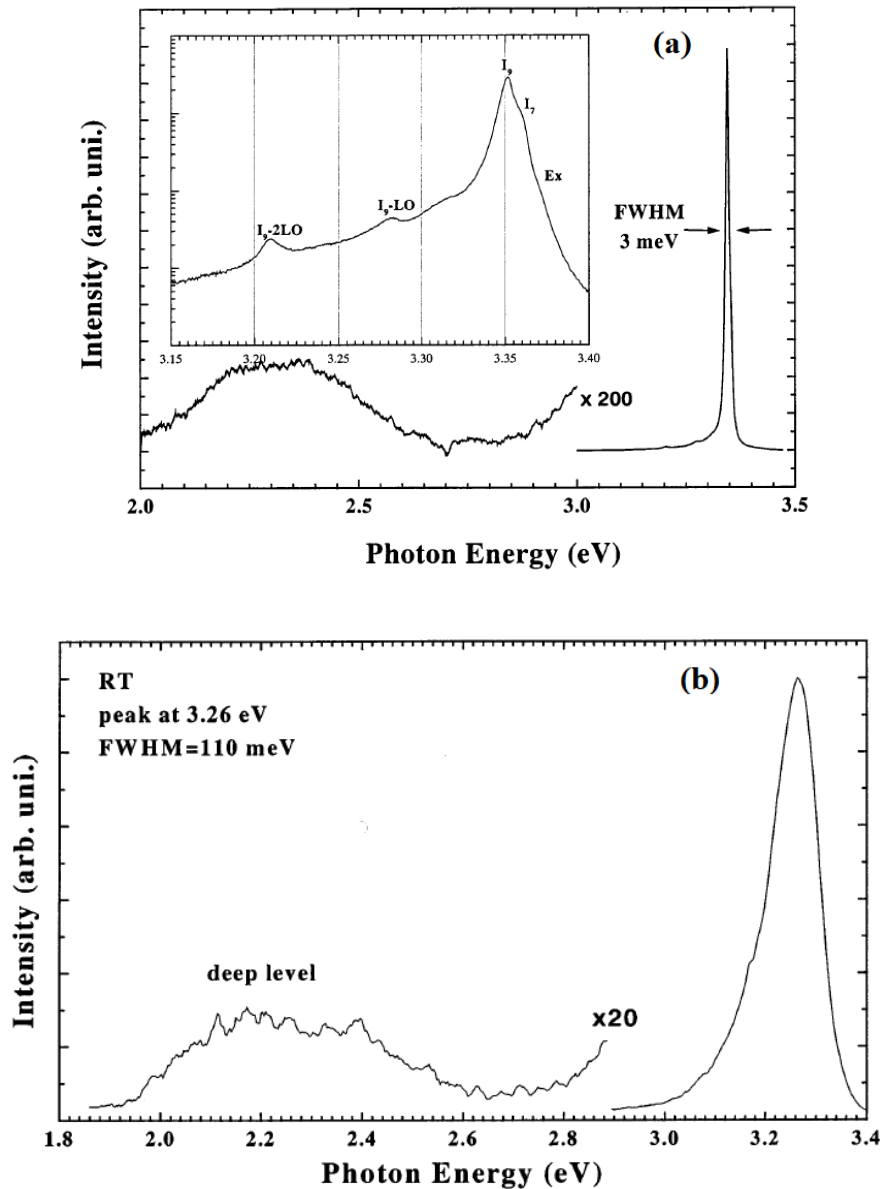 (a)
I9
I7
Ex
I9-LO
I9-2LO
3.15 3.20 3.25 3.30 3.35 3.40
FWHM
3 meV
x 200
Intensity (arb. uni.)
2.0 2.5 3.0 3.5
Photon Energy (eV)
(b)
RT
peak at 3.26 eV
FWHM=110 meV
deep level
x20
Intensity (arb. uni.)
1.8 2.0 2.2 2.4 2.6 2.8 3.0 3.2 3.4
Photon Energy (eV)